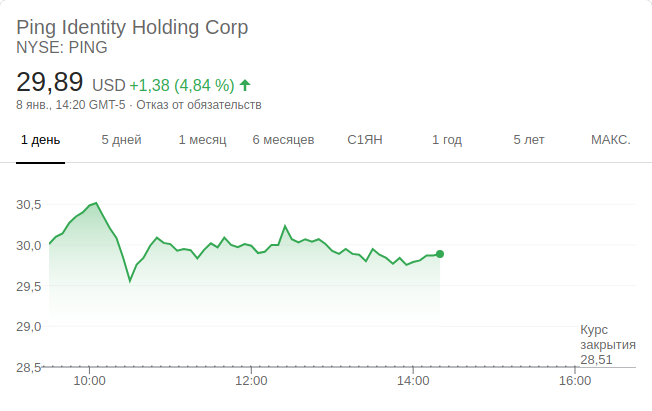 Ping Identity Holding Corp
NYSE: PING
29,89 USD +1,38 (4,84 %)
8 янв., 14:20 GMT-5 · Отказ от обязательств
1 день 5 дней 1 месяц 6 месяцев С1ЯН 1 год 5 лет МАКС.
30,5
30,0
29,5
29,0
Курс
закрытия
28,51
28,5
10:00 12:00 14:00 16:00